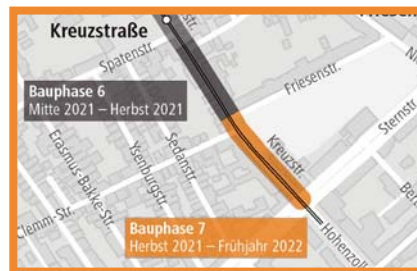 Kreuzstraße
Spatenstr.
Bauphase 6
Mitte 2021 – Herbst 2021
Friesenstr.
Sternstr.
Kreuzstr.
Erasmus-Bakke-Str.
Ysenburgstr.
Sedanstr.
Clemm-Str.
Bauphase 7
Herbst 2021 – Frühjahr 2022
Hohenzoll